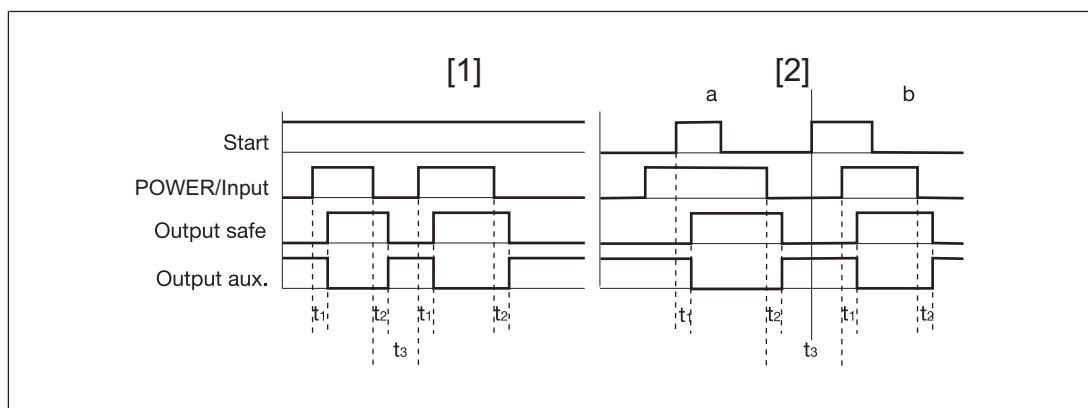 [1] [2]
a b
Start
POWER/Input
Output safe
Output aux.
t1 t2 t1 t2 t1 t2 t1 t2
t3 t3